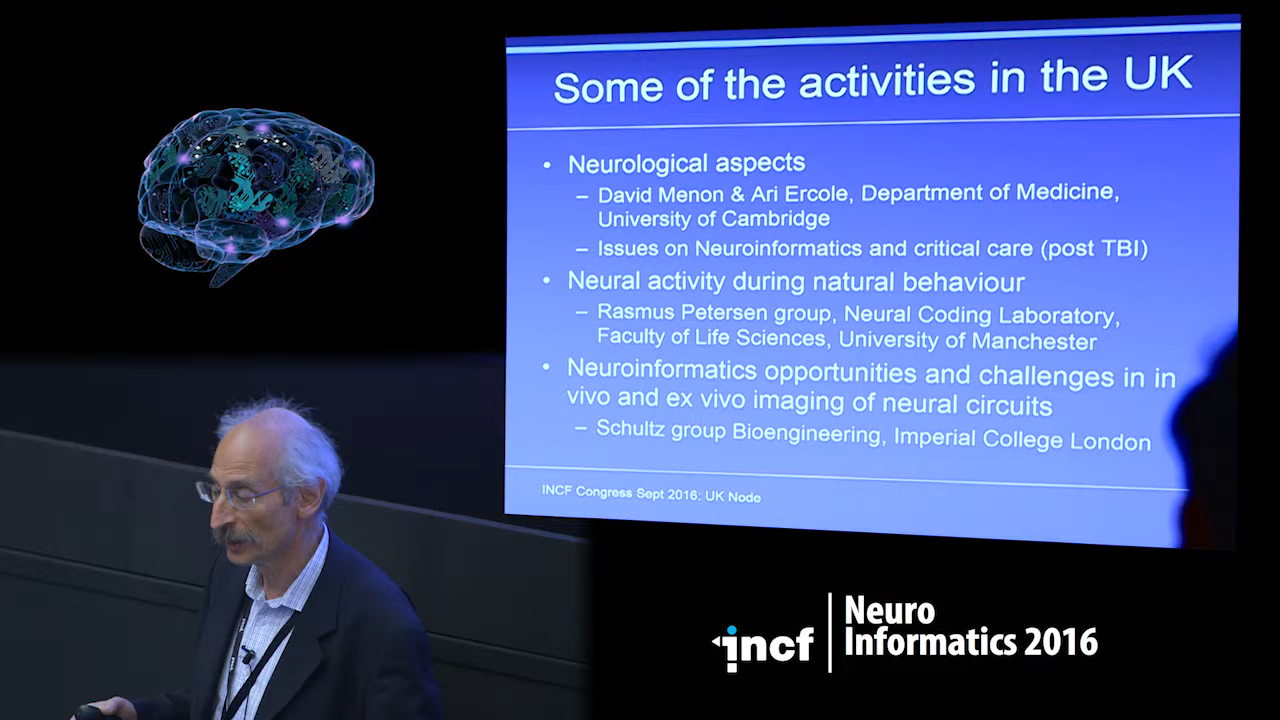 Some of the activities in the UK
• Neurological aspects
– David Menon & Ari Ercole, Department of Medicine,
University of Cambridge
– Issues on Neuroinformatics and critical care (post TBI)
• Neural activity during natural behaviour
– Rasmus Petersen group, Neural Coding Laboratory,
Faculty of Life Sciences, University of Manchester
• Neuroinformatics opportunities and challenges in in
vivo and ex vivo imaging of neural circuits
– Schultz group Bioengineering, Imperial College London
INCF Congress Sept 2016: UK Node
incf
Neuro
Informatics 2016